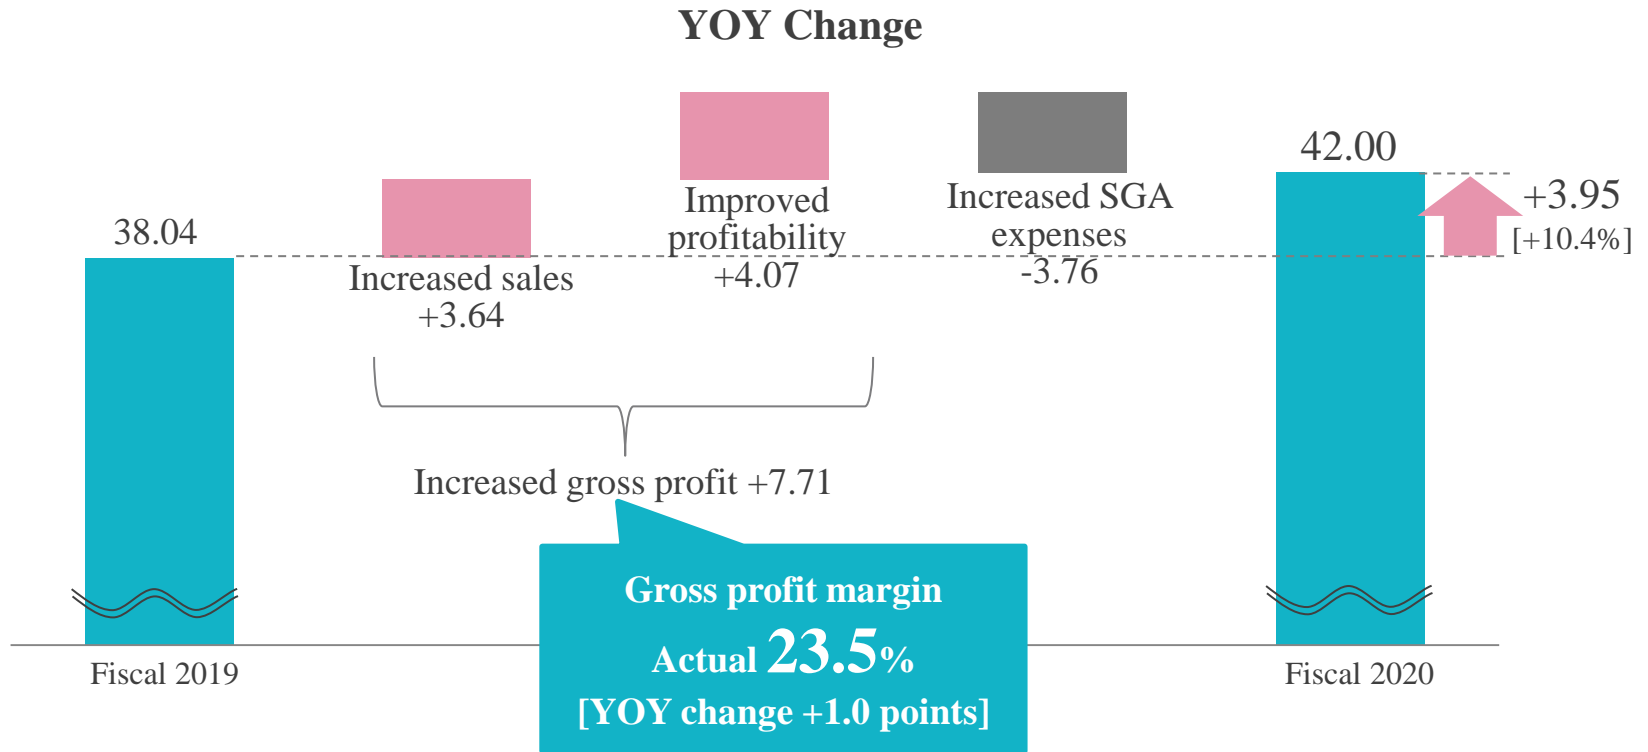 YOY Change
38.04
Increased sales
+3.64
Improved
profitability
+4.07
Increased SGA
expenses
-3.76
42.00
+3.95
[+10.4%]
Increased gross profit +7.71
Gross profit margin
Actual 23.5%
[YOY change +1.0 points]
Fiscal 2019
Fiscal 2020